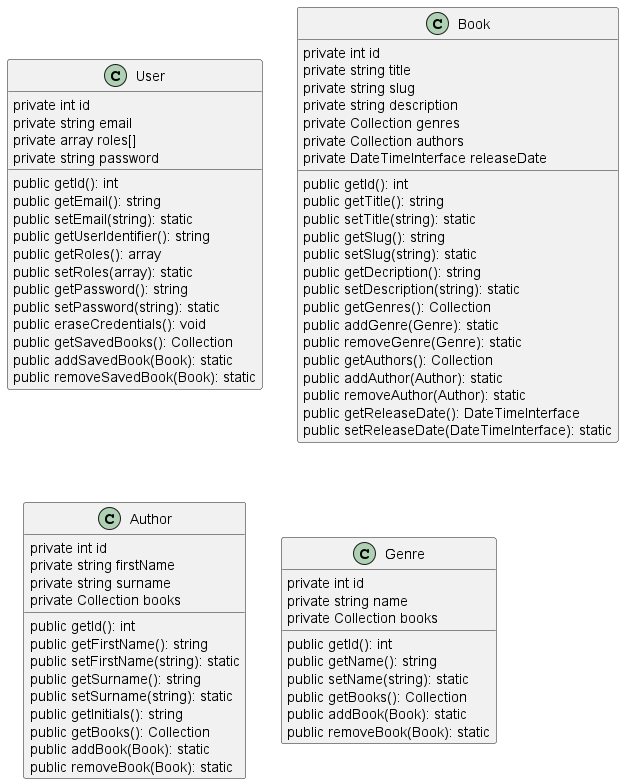 C User
private int id
private string email
private array roles[]
private string password
public getId(): int
public getEmail(): string
public setEmail(string): static
public getUserIdentifier(): string
public getRoles(): array
public setRoles(array): static
public getPassword(): string
public setPassword(string): static
public eraseCredentials(): void
public getSavedBooks(): Collection
public addSavedBook(Book): static
public removeSavedBook(Book): static
C Book
private int id
private string title
private string slug
private string description
private Collection genres
private Collection authors
private DateTimeInterface releaseDate
public getId(): int
public getTitle(): string
public setTitle(string): static
public getSlug(): string
public setSlug(string): static
public getDecription(): string
public setDescription(string): static
public getGenres(): Collection
public addGenre(Genre): static
public removeGenre(Genre): static
public getAuthors(): Collection
public addAuthor(Author): static
public removeAuthor(Author): static
public getReleaseDate(): DateTimeInterface
public setReleaseDate(DateTimeInterface): static
C Author
private int id
private string firstName
private string surname
private Collection books
public getId(): int
public getFirstName(): string
public setFirstName(string): static
public getSurname(): string
public setSurname(string): static
public getInitials(): string
public getBooks(): Collection
public addBook(Book): static
public removeBook(Book): static
C Genre
private int id
private string name
private Collection books
public getId(): int
public getName(): string
public setName(string): static
public getBooks(): Collection
public addBook(Book): static
public removeBook(Book): static